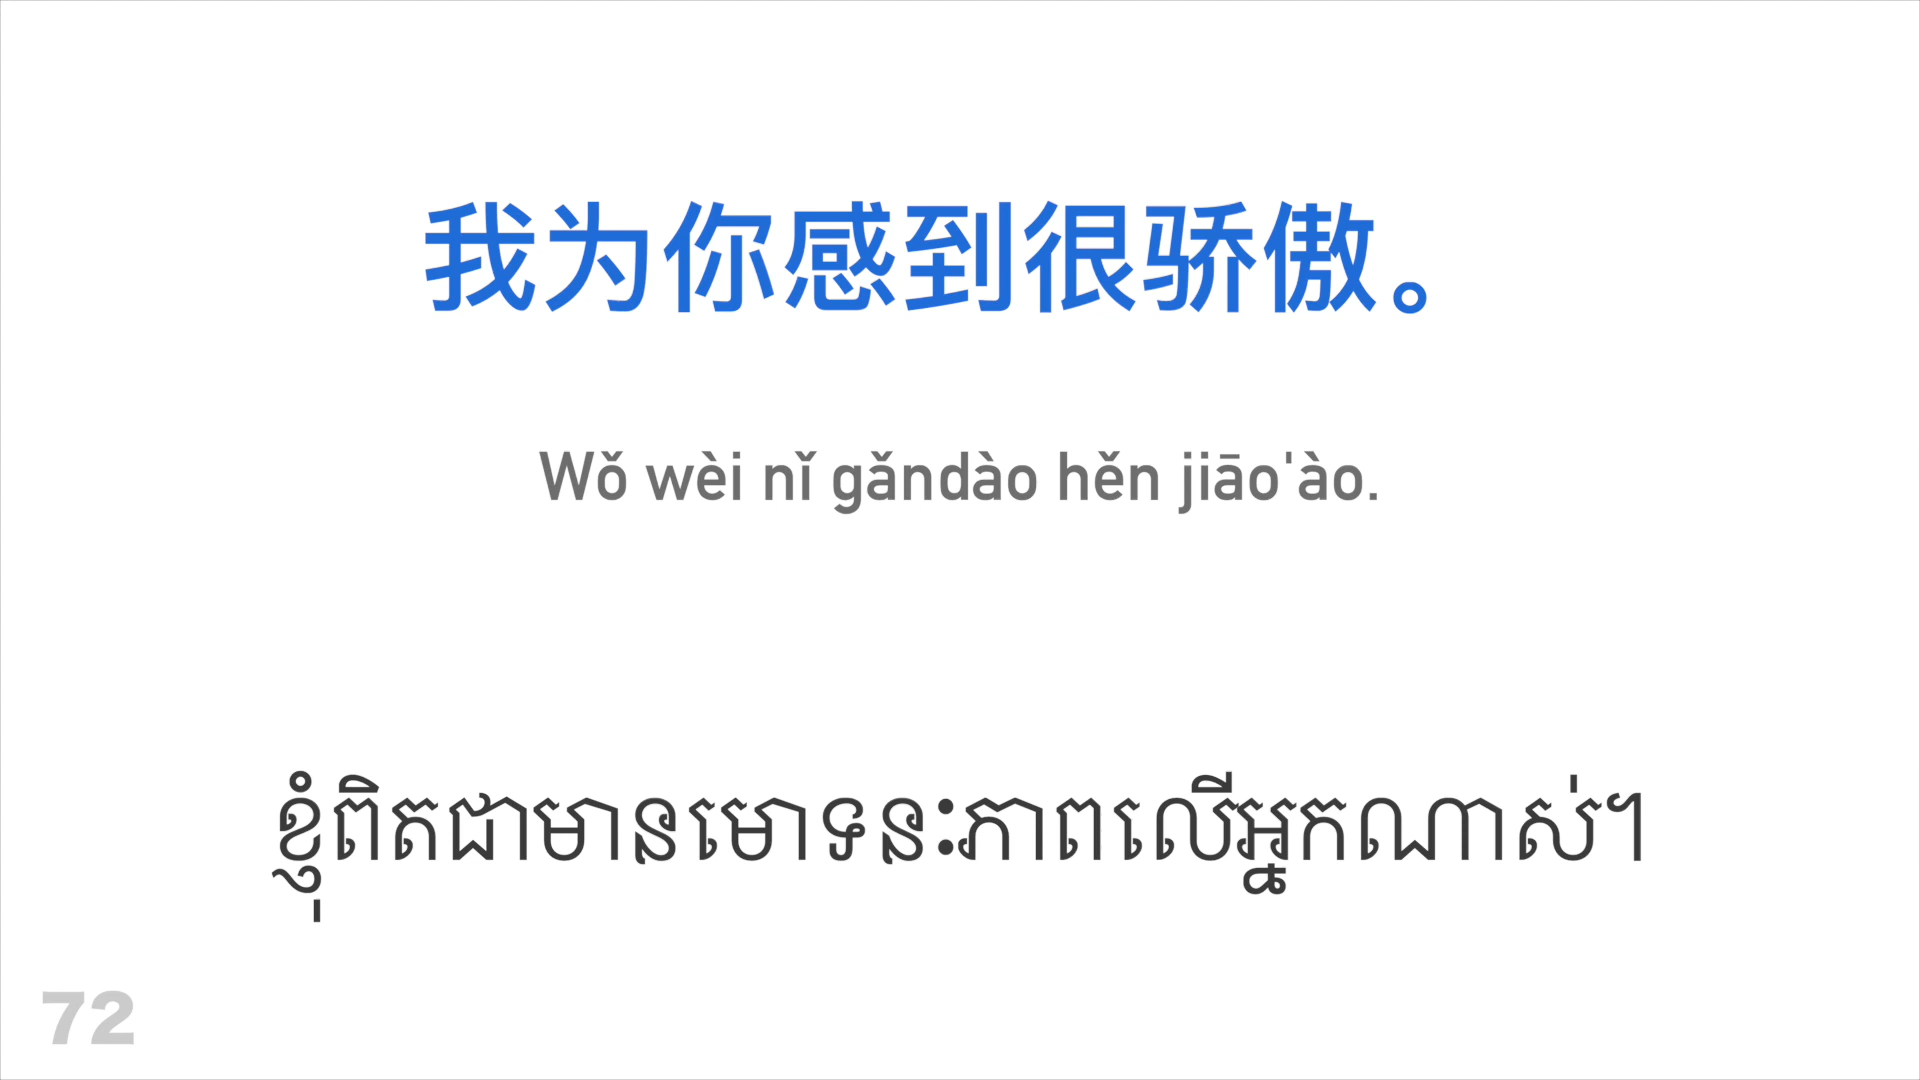 我为你感到很骄傲。
Wǒ wèi nǐ gǎndào hěn jiāo'ào.
ខ្ញុំពិតជាមានមោទនៈភាពលើអ្នកណាស់។
72